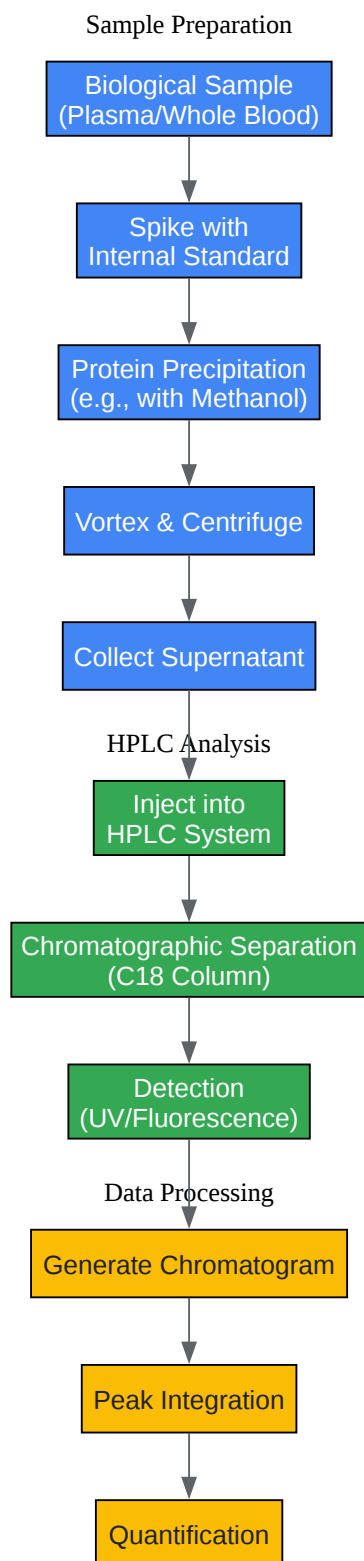 Sample Preparation
Biological Sample
(Plasma/Whole Blood)
Spike with
Internal Standard
Protein Precipitation
(e.g., with Methanol)
Vortex & Centrifuge
Collect Supernatant
HPLC Analysis
Inject into
HPLC System
Chromatographic Separation
(C18 Column)
Detection
(UV/Fluorescence)
Data Processing
Generate Chromatogram
Peak Integration
Quantification